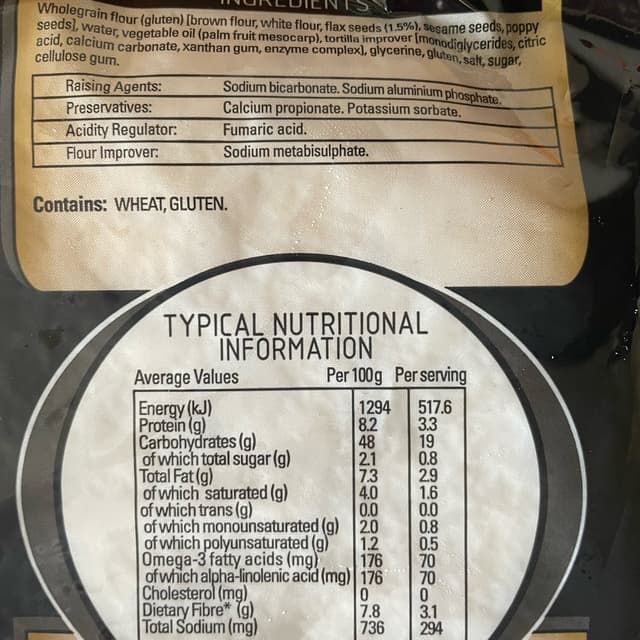 INGREDIENTS
Wholegrain flour (gluten) [brown flour, white flour, flax seeds (1.5%), sesame seeds, poppy
seeds], water, vegetable oil (palm fruit mesocarp), tortilla improver [monodiglycerides, citric
acid, calcium carbonate, xanthan gum, enzyme complex], glycerine, gluten, salt, sugar,
cellulose gum.
Raising Agents: Sodium bicarbonate. Sodium aluminium phosphate.
Preservatives: Calcium propionate. Potassium sorbate.
Acidity Regulator: Fumaric acid.
Flour Improver: Sodium metabisulphate.
Contains: WHEAT, GLUTEN.
TYPICAL NUTRITIONAL
INFORMATION
Average Values Per 100g Per serving
Energy (kJ) 1294 517.6
Protein (g) 8.2 3.3
Carbohydrates (g) 48 19
of which total sugar (g) 2.1 0.8
Total Fat (g) 7.3 2.9
of which saturated (g) 4.0 1.6
of which trans (g) 0.0 0.0
of which monounsaturated (g) 2.0 0.8
of which polyunsaturated (g) 1.2 0.5
Omega-3 fatty acids (mg) 176 70
of which alpha-linolenic acid (mg) 176 70
Cholesterol (mg) 0 0
Dietary Fibre* (g) 7.8 3.1
Total Sodium (mg) 736 294